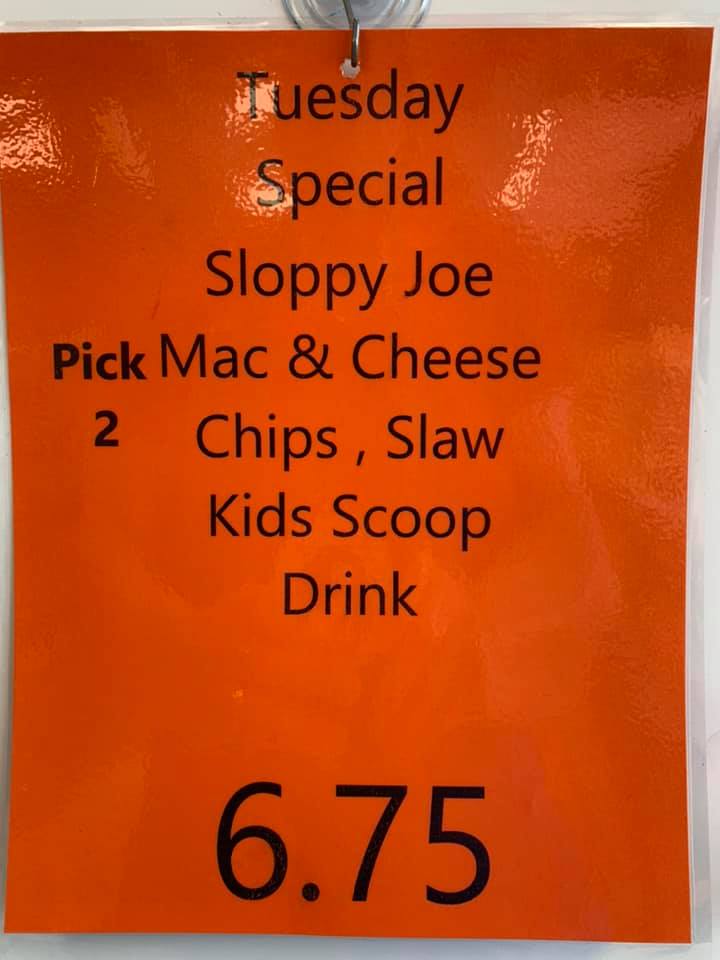 Tuesday
Special
Sloppy Joe
Pick Mac & Cheese
2 Chips , Slaw
Kids Scoop
Drink
6.75